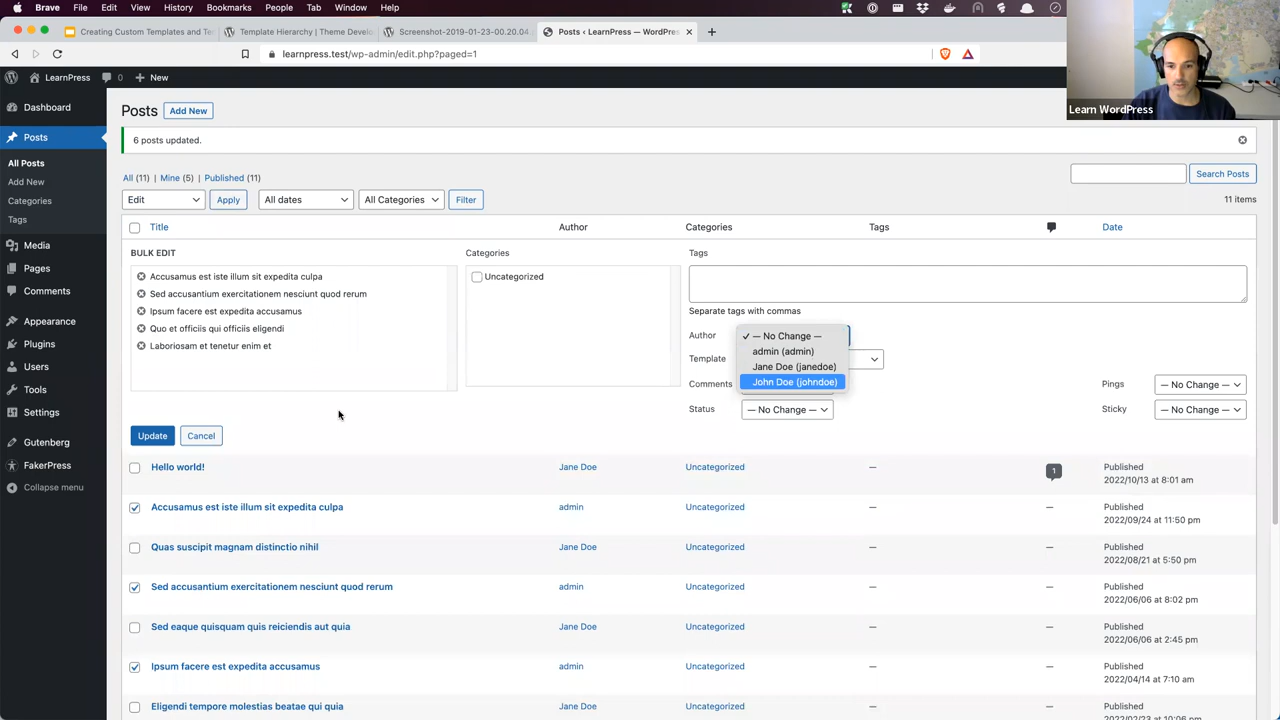 Brave File Edit View History Bookmarks People Tab Window Help
Creating Custom Templates and Te
Template Hierarchy | Theme Develo
Screenshot-2019-01-23-00.20.04.
Posts ‹ LearnPress — WordPres
learnpress.test/wp-admin/edit.php?paged=1
LearnPress 0 New
Learn WordPress
Dashboard
Posts
All Posts
Add New
Categories
Tags
Media
Pages
Comments
Appearance
Plugins
Users
Tools
Settings
Gutenberg
FakerPress
Collapse menu
Posts Add New
6 posts updated.
All (11) | Mine (5) | Published (11)
Search Posts
Edit Apply All dates All Categories Filter
11 items
Title Author Categories Tags Date
BULK EDIT
Accusamus est iste illum sit expedita culpa
Sed accusantium exercitationem nesciunt quod rerum
Ipsum facere est expedita accusamus
Quo et officiis qui officiis eligendi
Laboriosam et tenetur enim et
Categories
Uncategorized
Tags
Separate tags with commas
Author
✓ — No Change —
admin (admin)
Jane Doe (janedoe)
John Doe (johndoe)
Template
Comments
Pings — No Change —
Status — No Change —
Sticky — No Change —
Update Cancel
Hello world! Jane Doe Uncategorized — 1 Published
2022/10/13 at 8:01 am
Accusamus est iste illum sit expedita culpa admin Uncategorized — — Published
2022/09/24 at 11:50 pm
Quas suscipit magnam distinctio nihil Jane Doe Uncategorized — — Published
2022/08/21 at 5:50 pm
Sed accusantium exercitationem nesciunt quod rerum admin Uncategorized — — Published
2022/06/06 at 8:02 pm
Sed eaque quisquam quis reiciendis aut quia Jane Doe Uncategorized — — Published
2022/06/06 at 2:45 pm
Ipsum facere est expedita accusamus admin Uncategorized — — Published
2022/04/14 at 7:10 am
Eligendi tempore molestias beatae qui quia Jane Doe Uncategorized — — Published
2022/02/23 at 10:06 pm